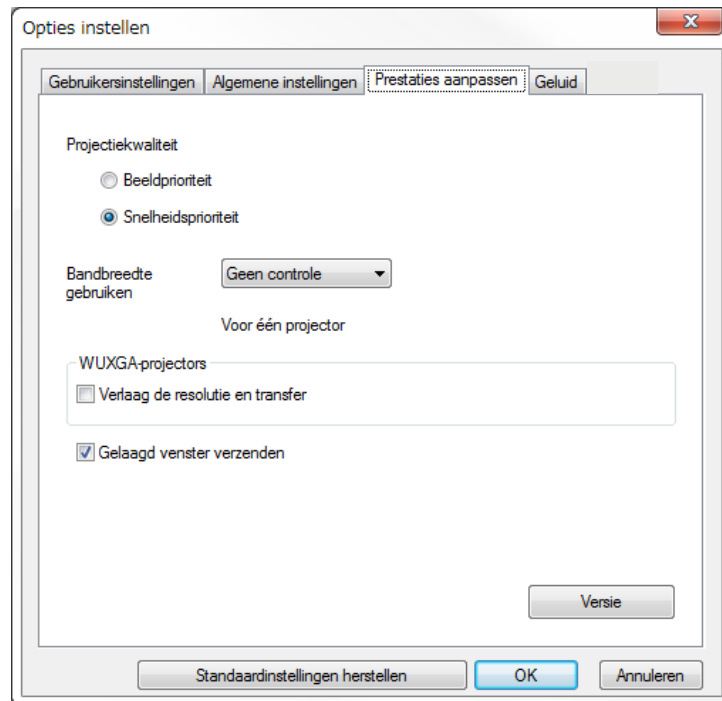 Opties instellen
Gebruikersinstellingen Algemene instellingen Prestaties aanpassen Geluid
Projectiekwaliteit
Beeldprioriteit
Snelheidsprioriteit
Bandbreedte gebruiken
Geen controle
Voor één projector
WUXGA-projectors
Verlaag de resolutie en transfer
Gelaagd venster verzenden
Versie
Standaardinstellingen herstellen OK Annuleren